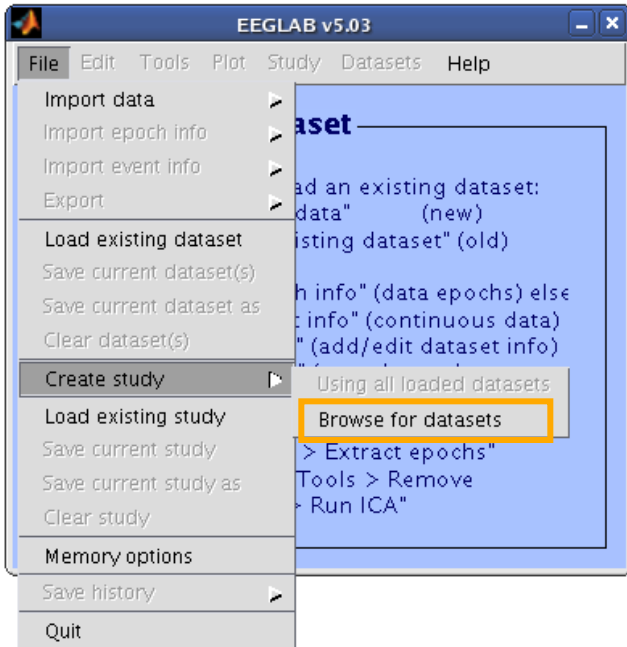 EEGLAB v5.03
File Edit Tools Plot Study Datasets Help
Import data
Import epoch info
Import event info
Export
Load existing dataset
Save current dataset(s)
Save current dataset as
Clear dataset(s)
Create study
Load existing study
Save current study
Save current study as
Clear study
Memory options
Save history
Quit
Using all loaded datasets
Browse for datasets
aset
ad an existing dataset:
data" (new)
isting dataset" (old)
h info" (data epochs) else
t info" (continuous data)
" (add/edit dataset info)
> Extract epochs"
Tools > Remove
> Run ICA"